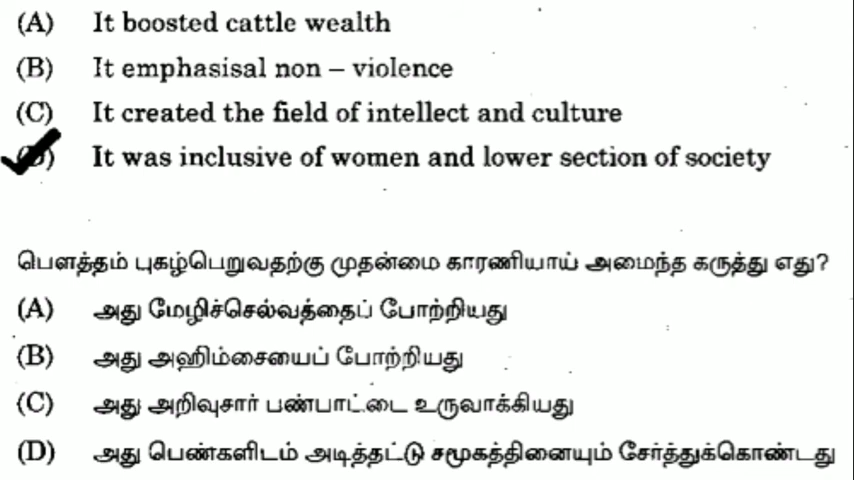 (A) It boosted cattle wealth
(B) It emphasisal non – violence
(C) It created the field of intellect and culture
(D) It was inclusive of women and lower section of society
பௌத்தம் புகழ்பெறுவதற்கு முதன்மை காரணியாய் அமைந்த கருத்து எது?
(A) அது மேழிச்செல்வத்தைப் போற்றியது
(B) அது அஹிம்சையைப் போற்றியது
(C) அது அறிவுசார் பண்பாட்டை உருவாக்கியது
(D) அது பெண்களிடம் அடித்தட்டு சமூகத்தினையும் சேர்த்துக்கொண்டது